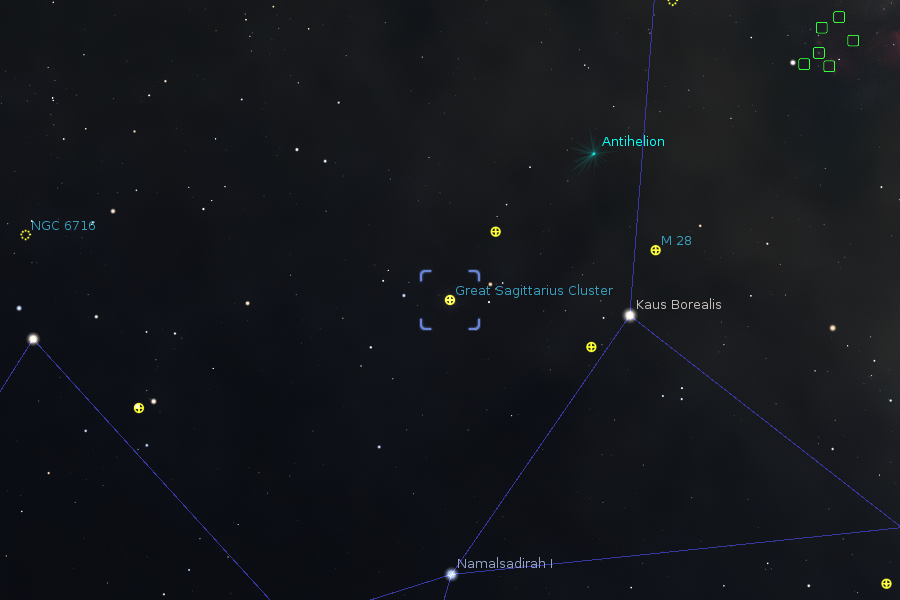 Antihelion
NGC 6716
M 28
Great Sagittarius Cluster
Kaus Borealis
Namalsadirah I